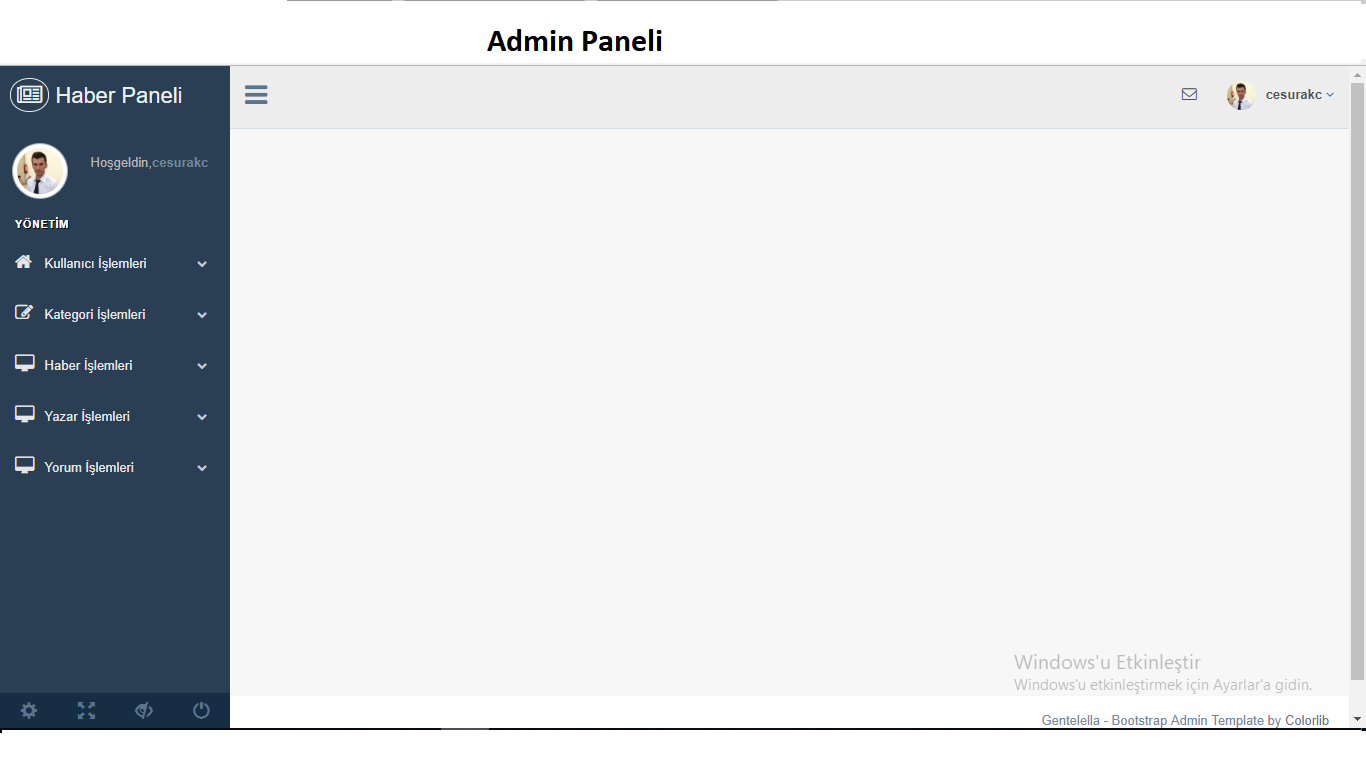 Admin Paneli
Haber Paneli
cesurakc
Hoşgeldin,cesurakc
YÖNETİM
Kullanıcı İşlemleri
Kategori İşlemleri
Haber İşlemleri
Yazar İşlemleri
Yorum İşlemleri
Windows'u Etkinleştir
Windows'u etkinleştirmek için Ayarlar'a gidin.
Gentelella - Bootstrap Admin Template by Colorlib